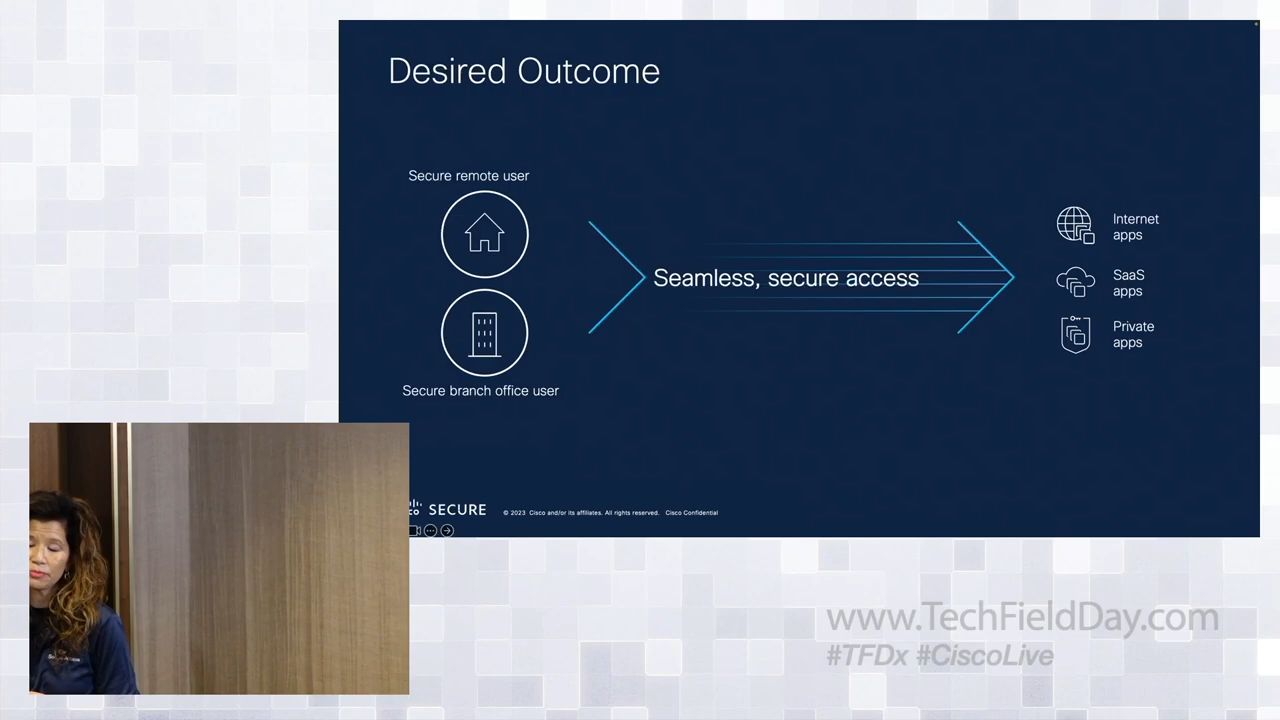 Desired Outcome
Secure remote user
Secure branch office user
Seamless, secure access
Internet
apps
SaaS
apps
Private
apps
SECURE
© 2023 Cisco and/or its affiliates. All rights reserved. Cisco Confidential
www.TechFieldDay.com
#TFDx #CiscoLive